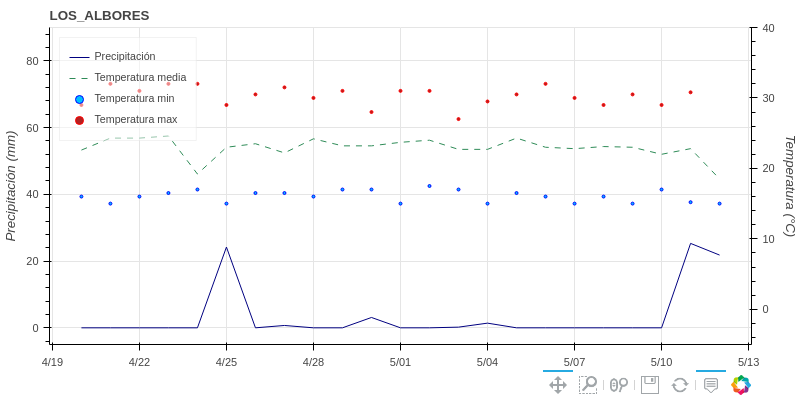 LOS_ALBORES
Precipitación
Temperatura media
Temperatura min
Temperatura max
Precipitación (mm)
80
60
40
20
0
Temperatura (°C)
40
30
20
10
0
4/19 4/22 4/25 4/28 5/01 5/04 5/07 5/10 5/13